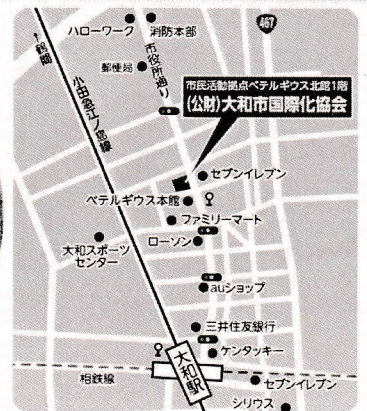 467
ハローワーク
消防本部
郵便局
市役所通り
↑鶴間
小田急江ノ島線
市民活動拠点ベテルギウス北館1階
(公財)大和市国際化協会
セブンイレブン
ベテルギウス本館
ファミリーマート
ローソン
大和スポーツ
センター
auショップ
三井住友銀行
ケンタッキー
大和駅
相鉄線
セブンイレブン
シリウス